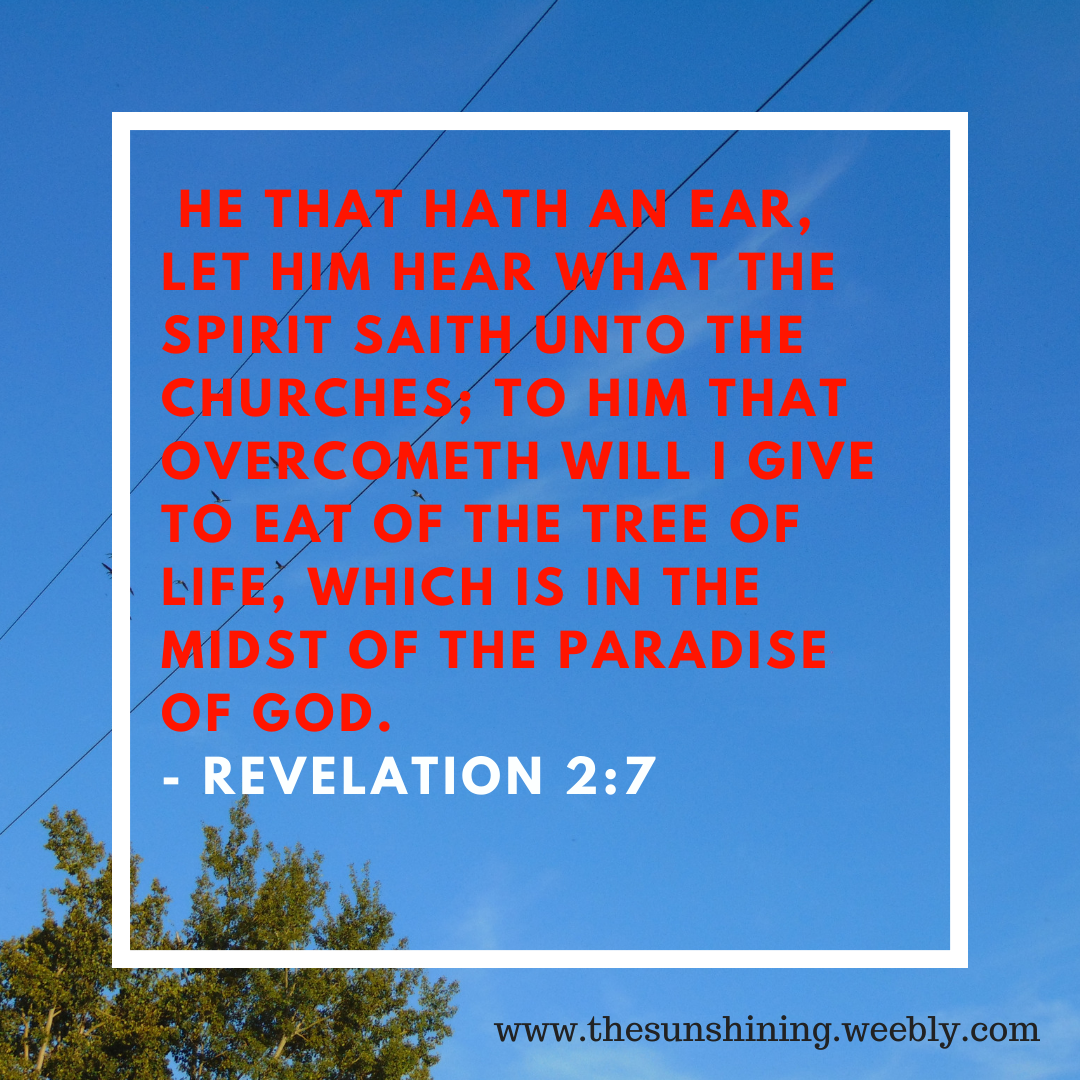 HE THAT HATH AN EAR,
LET HIM HEAR WHAT THE
SPIRIT SAITH UNTO THE
CHURCHES; TO HIM THAT
OVERCOMETH WILL I GIVE
TO EAT OF THE TREE OF
LIFE, WHICH IS IN THE
MIDST OF THE PARADISE
OF GOD.
- REVELATION 2:7
www.thesunshining.weebly.com